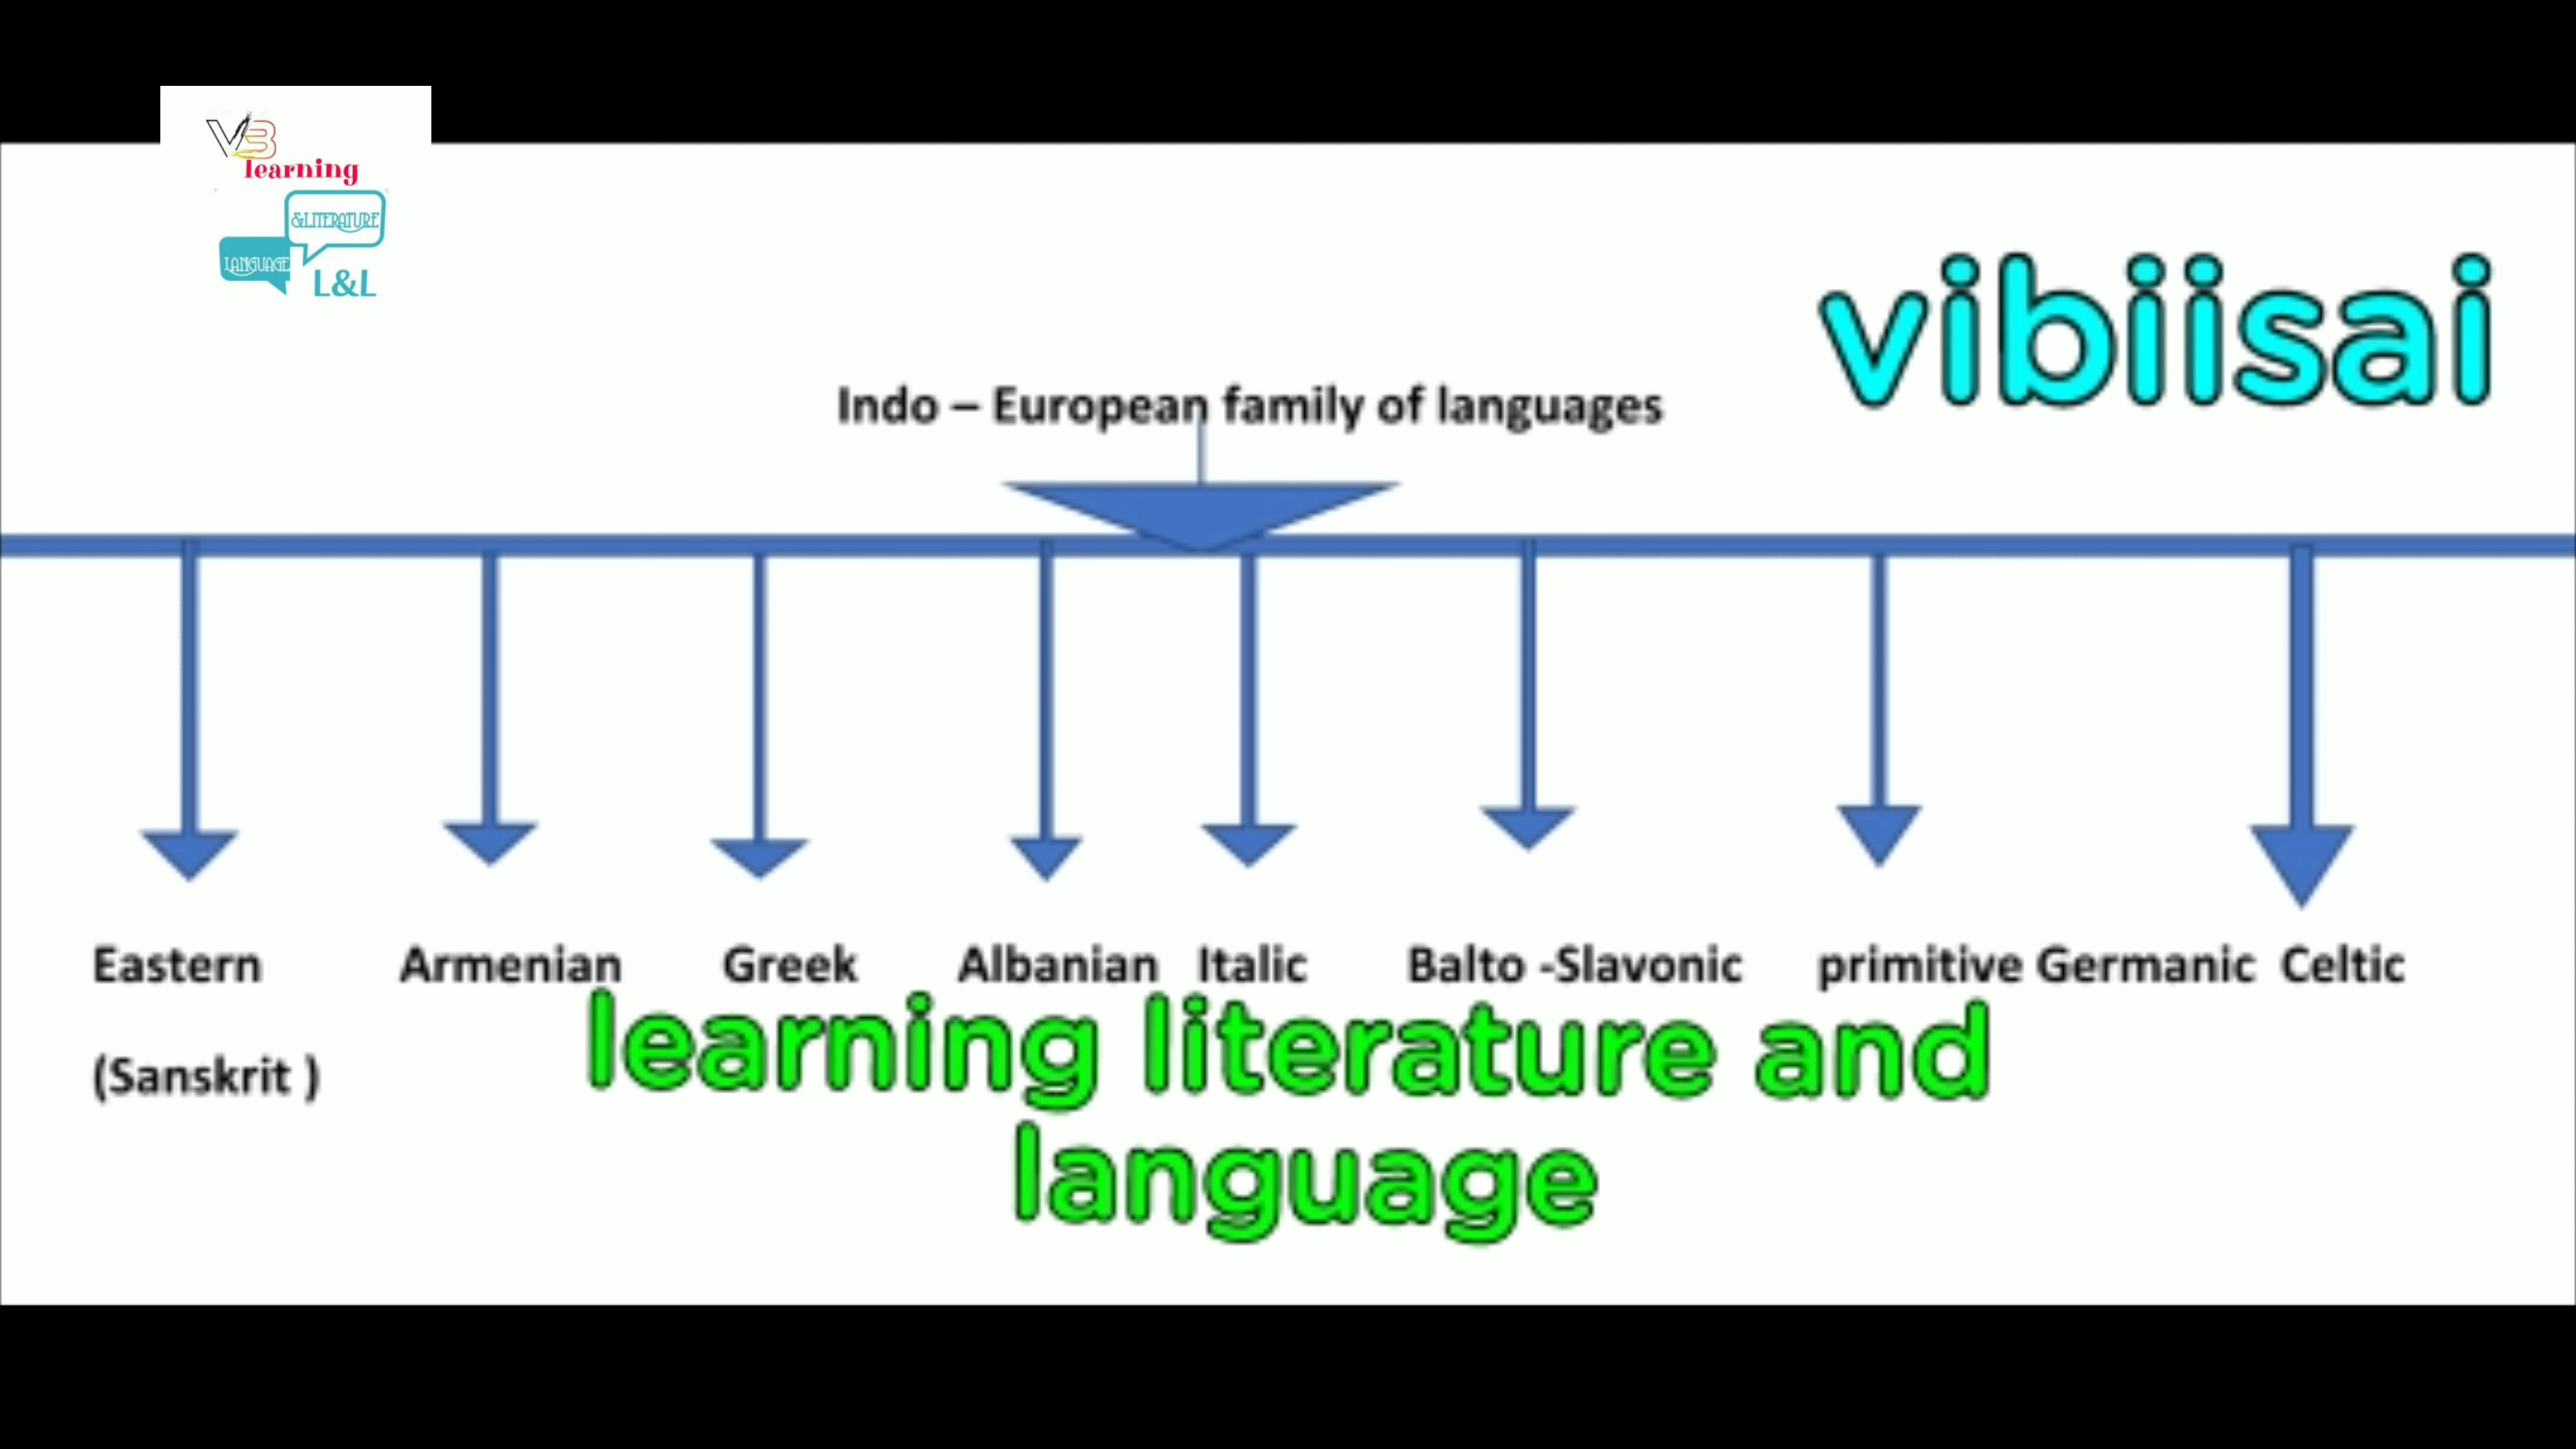 VB
learning
&LITERATURE
LANGUAGE
L&L
vibiisai
Indo – European family of languages
Eastern Armenian Greek Albanian Italic Balto -Slavonic primitive Germanic Celtic
(Sanskrit )
learning literature and
language